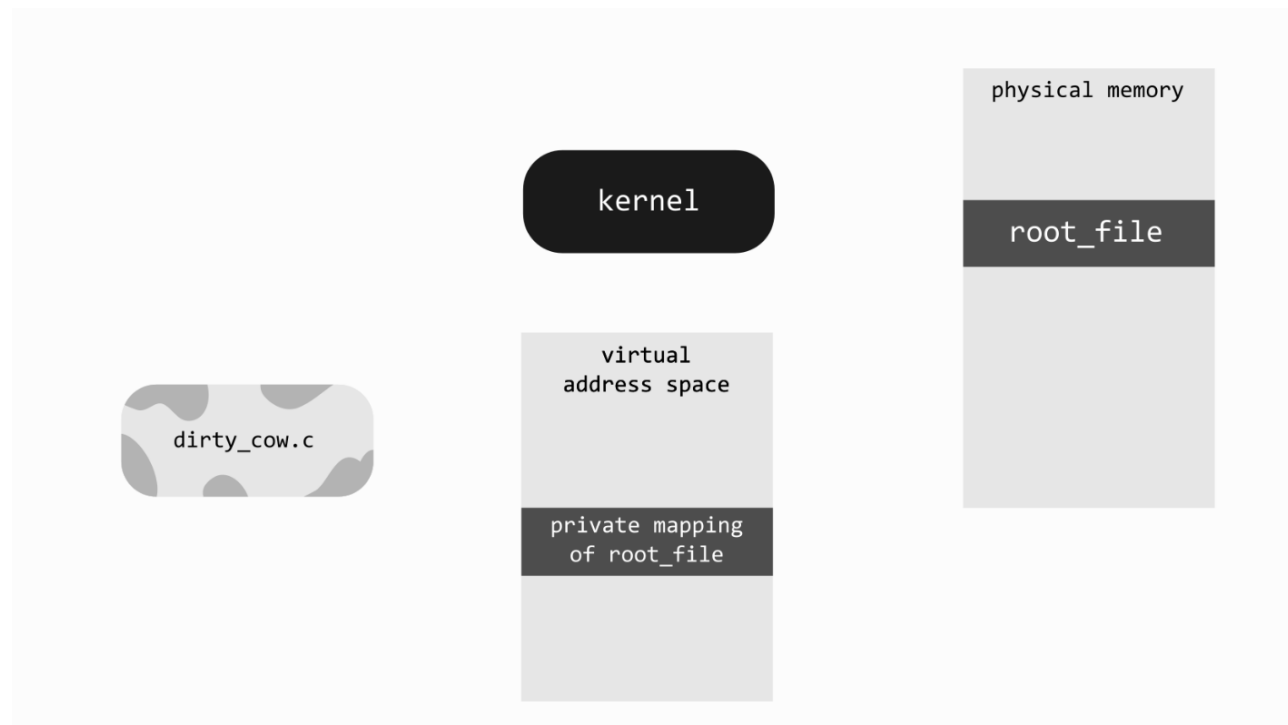 physical memory
kernel
root_file
virtual
address space
dirty_cow.c
private mapping
of root_file